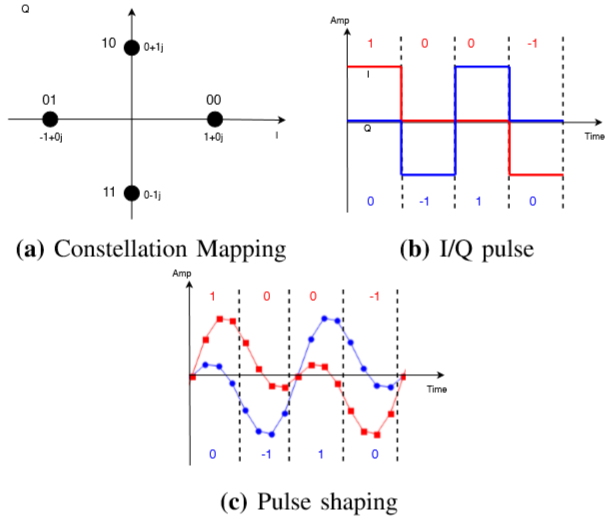 Q
10
0+1j
01
00
-1+0j
1+0j
I
11
0-1j
(a) Constellation Mapping
Amp
1 0 0 -1
I
Q
Time
0 -1 1 0
(b) I/Q pulse
Amp
1 0 0 -1
Time
0 -1 1 0
(c) Pulse shaping